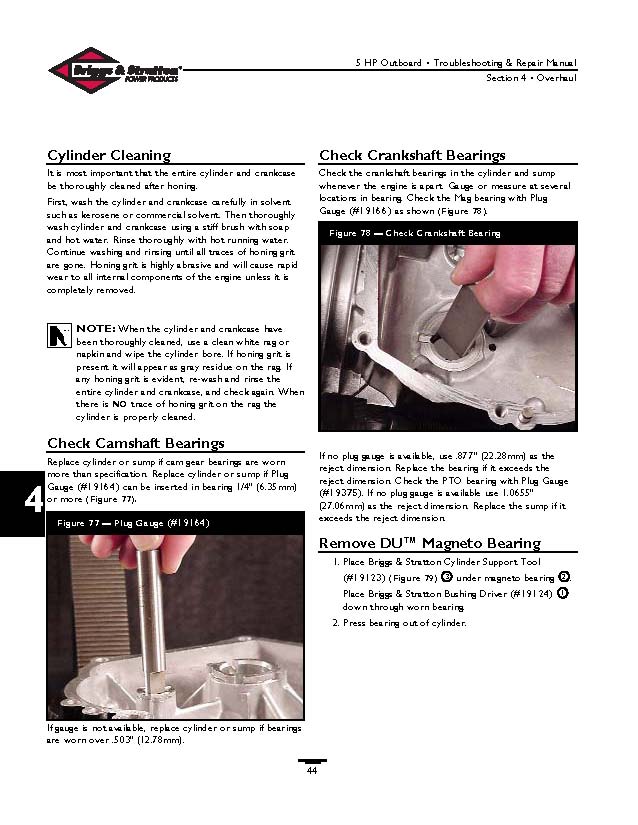 Briggs & Stratton
POWER PRODUCTS
5 HP Outboard • Troubleshooting & Repair Manual
Section 4 • Overhaul
Cylinder Cleaning
It is most important that the entire cylinder and crankcase
be thoroughly cleaned after honing.
First, wash the cylinder and crankcase carefully in solvent
such as kerosene or commercial solvent. Then thoroughly
wash cylinder and crankcase using a stiff brush with soap
and hot water. Rinse thoroughly with hot running water.
Continue washing and rinsing until all traces of honing grit
are gone. Honing grit is highly abrasive and will cause rapid
wear to all internal components of the engine unless it is
completely removed.
NOTE: When the cylinder and crankcase have
been thoroughly cleaned, use a clean white rag or
napkin and wipe the cylinder bore. If honing grit is
present it will appear as gray residue on the rag. If
any honing grit is evident, re-wash and rinse the
entire cylinder and crankcase, and check again. When
there is NO trace of honing grit on the rag the
cylinder is properly cleaned.
Check Camshaft Bearings
Replace cylinder or sump if cam gear bearings are worn
more than specification. Replace cylinder or sump if Plug
Gauge (#19164) can be inserted in bearing 1/4" (6.35mm)
or more (Figure 77).
4
Figure 77 — Plug Gauge (#19164)
If gauge is not available, replace cylinder or sump if bearings
are worn over .503" (12.78mm).
Check Crankshaft Bearings
Check the crankshaft bearings in the cylinder and sump
whenever the engine is apart. Gauge or measure at several
locations in bearing. Check the Mag bearing with Plug
Gauge (#19166) as shown (Figure 78).
Figure 78 — Check Crankshaft Bearing
If no plug gauge is available, use .877" (22.28mm) as the
reject dimension. Replace the bearing if it exceeds the
reject dimension. Check the PTO bearing with Plug Gauge
(#19375). If no plug gauge is available use 1.0655"
(27.06mm) as the reject dimension. Replace the sump if it
exceeds the reject dimension.
Remove DU™ Magneto Bearing
1. Place Briggs & Stratton Cylinder Support Tool
(#19123) (Figure 79) 3 under magneto bearing 2.
Place Briggs & Stratton Bushing Driver (#19124) 1
down through worn bearing.
2. Press bearing out of cylinder.
44